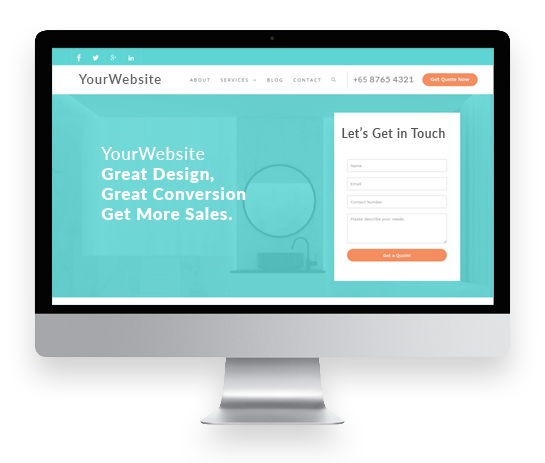 YourWebsite
ABOUT SERVICES BLOG CONTACT
+65 8765 4321
Get Quote Now
YourWebsite
Great Design,
Great Conversion
Get More Sales.
Let's Get in Touch
Name
Email
Contact Number
Please describe your needs
Get a Quote